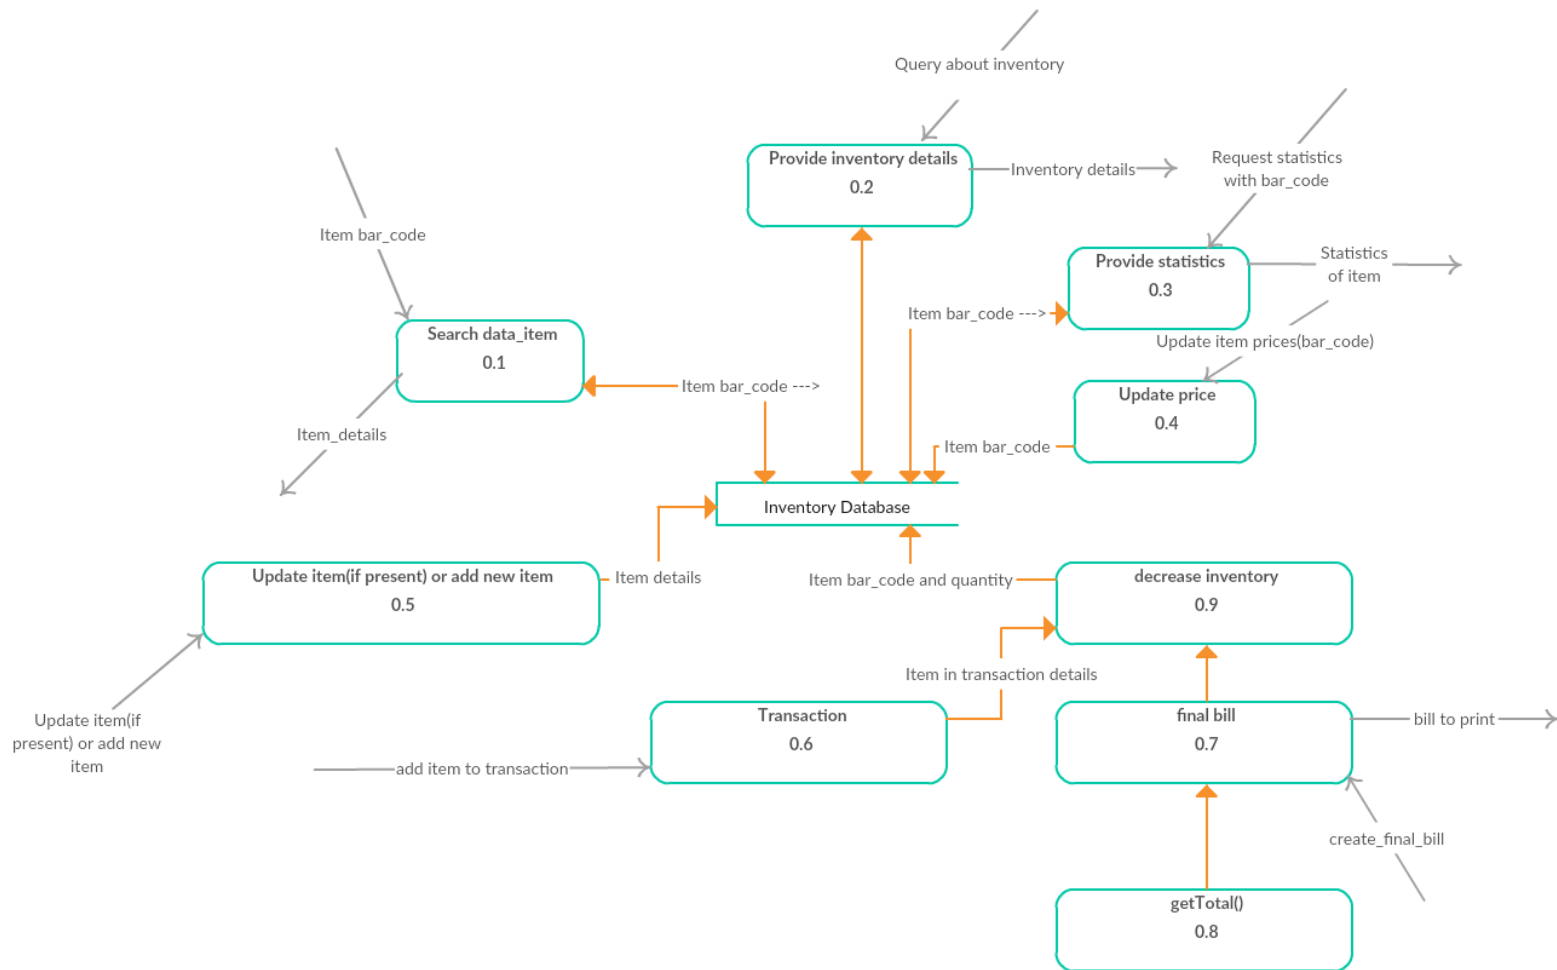 Query about inventory
Provide inventory details
0.2
Inventory details
Request statistics
with bar_code
Item bar_code
Provide statistics
0.3
Statistics
of item
Item bar_code --->
Search data_item
0.1
Update item prices(bar_code)
Item bar_code --->
Update price
0.4
Item_details
Item bar_code
Inventory Database
Update item(if present) or add new item
0.5
Item details
Item bar_code and quantity
decrease inventory
0.9
Item in transaction details
Update item(if
present) or add new
item
Transaction
0.6
final bill
0.7
bill to print
add item to transaction
create_final_bill
getTotal()
0.8